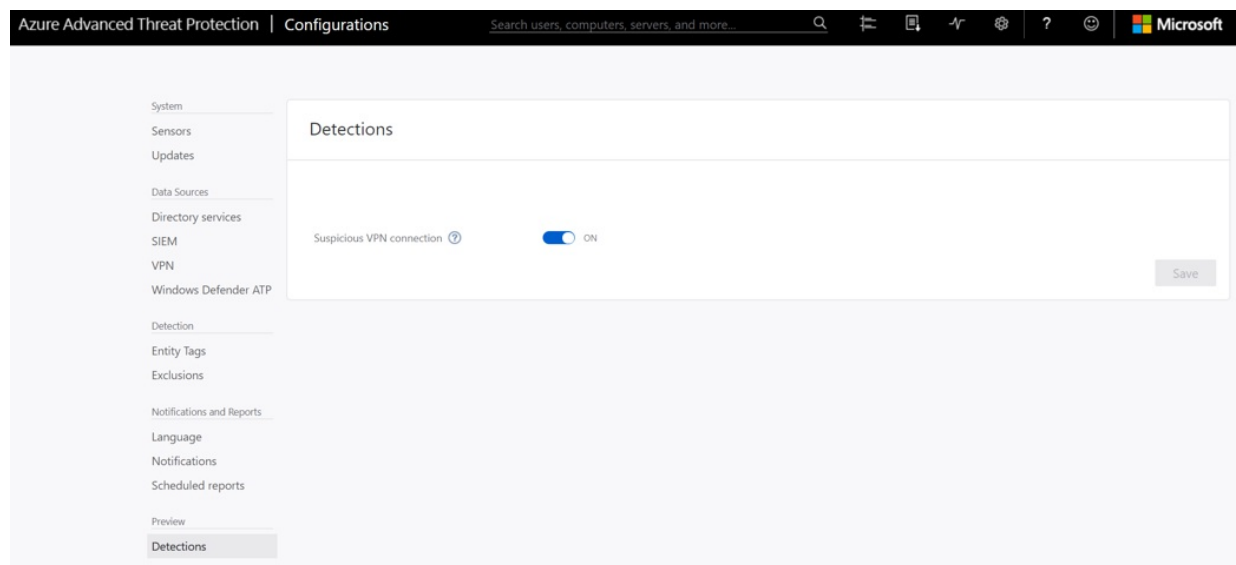 Azure Advanced Threat Protection | Configurations
Search users, computers, servers, and more...
?
Microsoft
System
Sensors
Updates
Data Sources
Directory services
SIEM
VPN
Windows Defender ATP
Detection
Entity Tags
Exclusions
Notifications and Reports
Language
Notifications
Scheduled reports
Preview
Detections
Detections
Suspicious VPN connection ? ON
Save